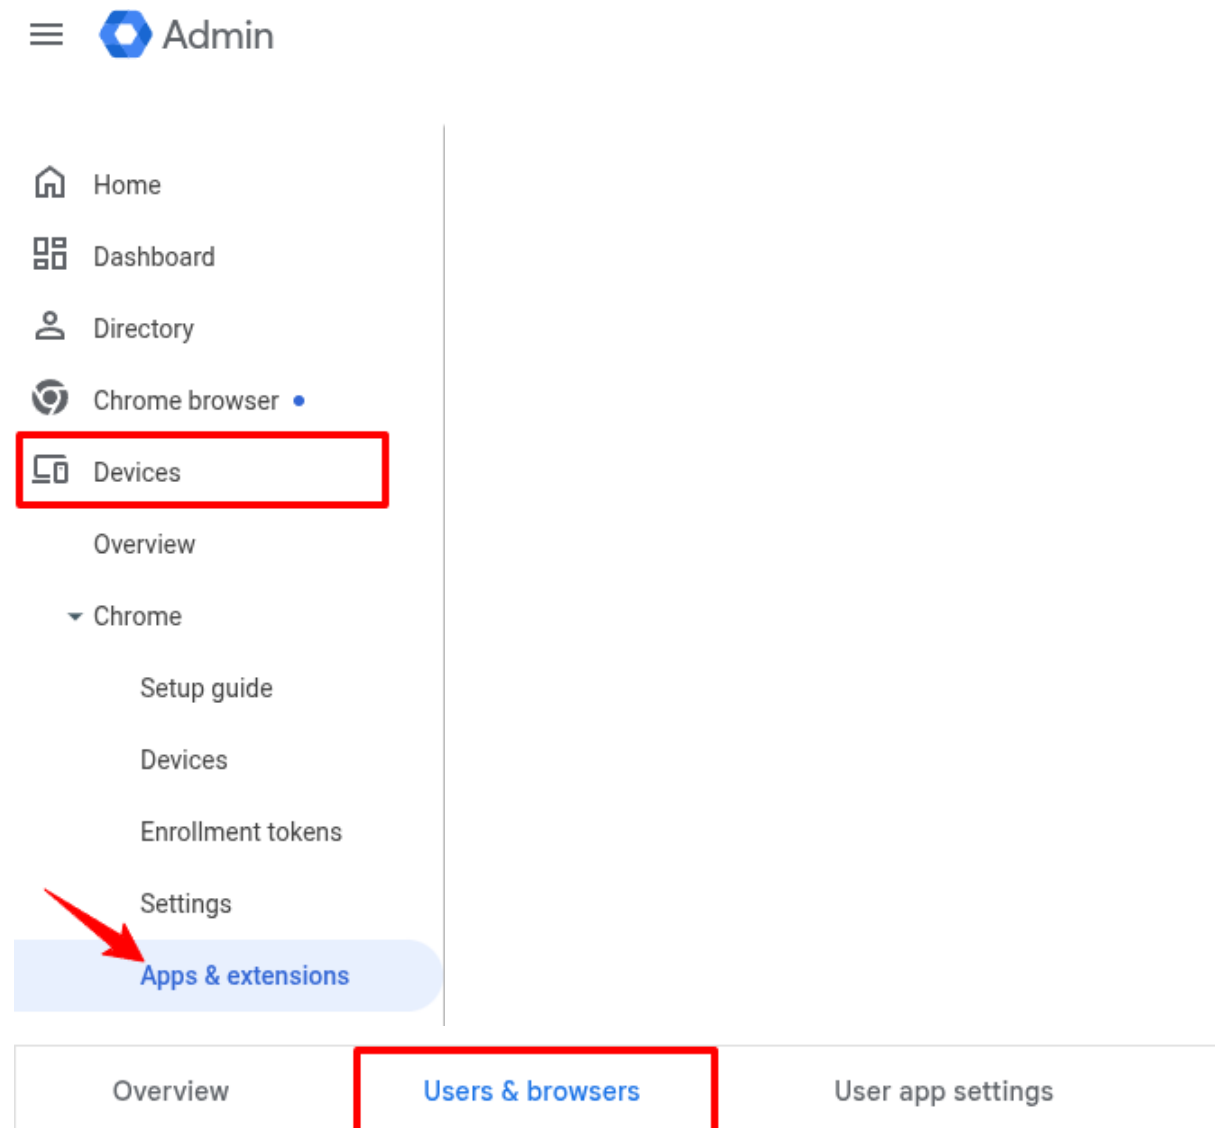 Admin
Home
Dashboard
Directory
Chrome browser
Devices
Overview
Chrome
Setup guide
Devices
Enrollment tokens
Settings
Apps & extensions
Overview Users & browsers User app settings